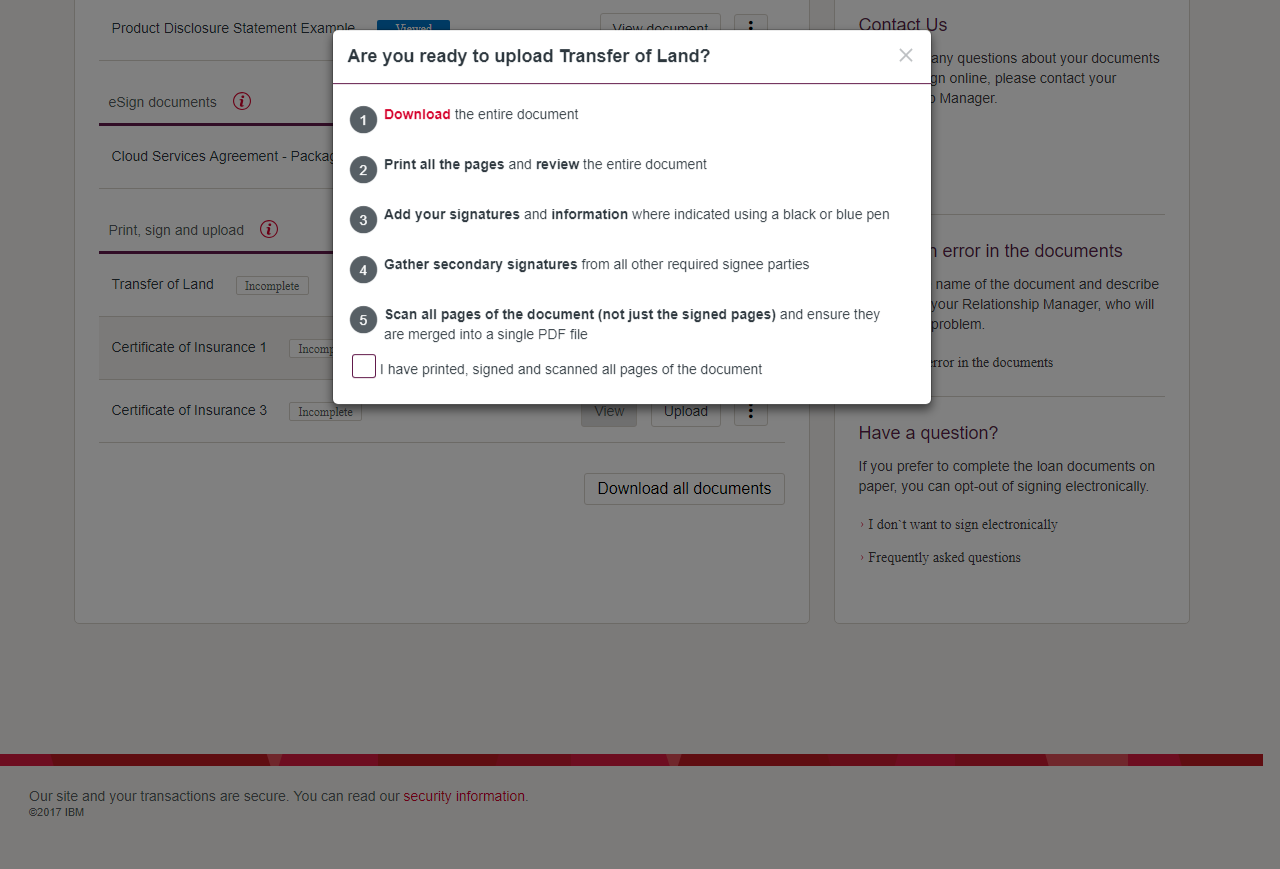 Product Disclosure Statement Example
Viewed
View document
Contact Us
any questions about your documents
gn online, please contact your
Manager.
Are you ready to upload Transfer of Land?
1 Download the entire document
2 Print all the pages and review the entire document
3 Add your signatures and information where indicated using a black or blue pen
4 Gather secondary signatures from all other required signee parties
5 Scan all pages of the document (not just the signed pages) and ensure they
are merged into a single PDF file
I have printed, signed and scanned all pages of the document
eSign documents i
Cloud Services Agreement - Packag
Print, sign and upload i
Transfer of Land Incomplete
Certificate of Insurance 1 Incomp
Certificate of Insurance 3 Incomplete View Upload
Download all documents
error in the documents
name of the document and describe
your Relationship Manager, who will
problem.
error in the documents
Have a question?
If you prefer to complete the loan documents on
paper, you can opt-out of signing electronically.
› I don`t want to sign electronically
› Frequently asked questions
Our site and your transactions are secure. You can read our security information.
©2017 IBM